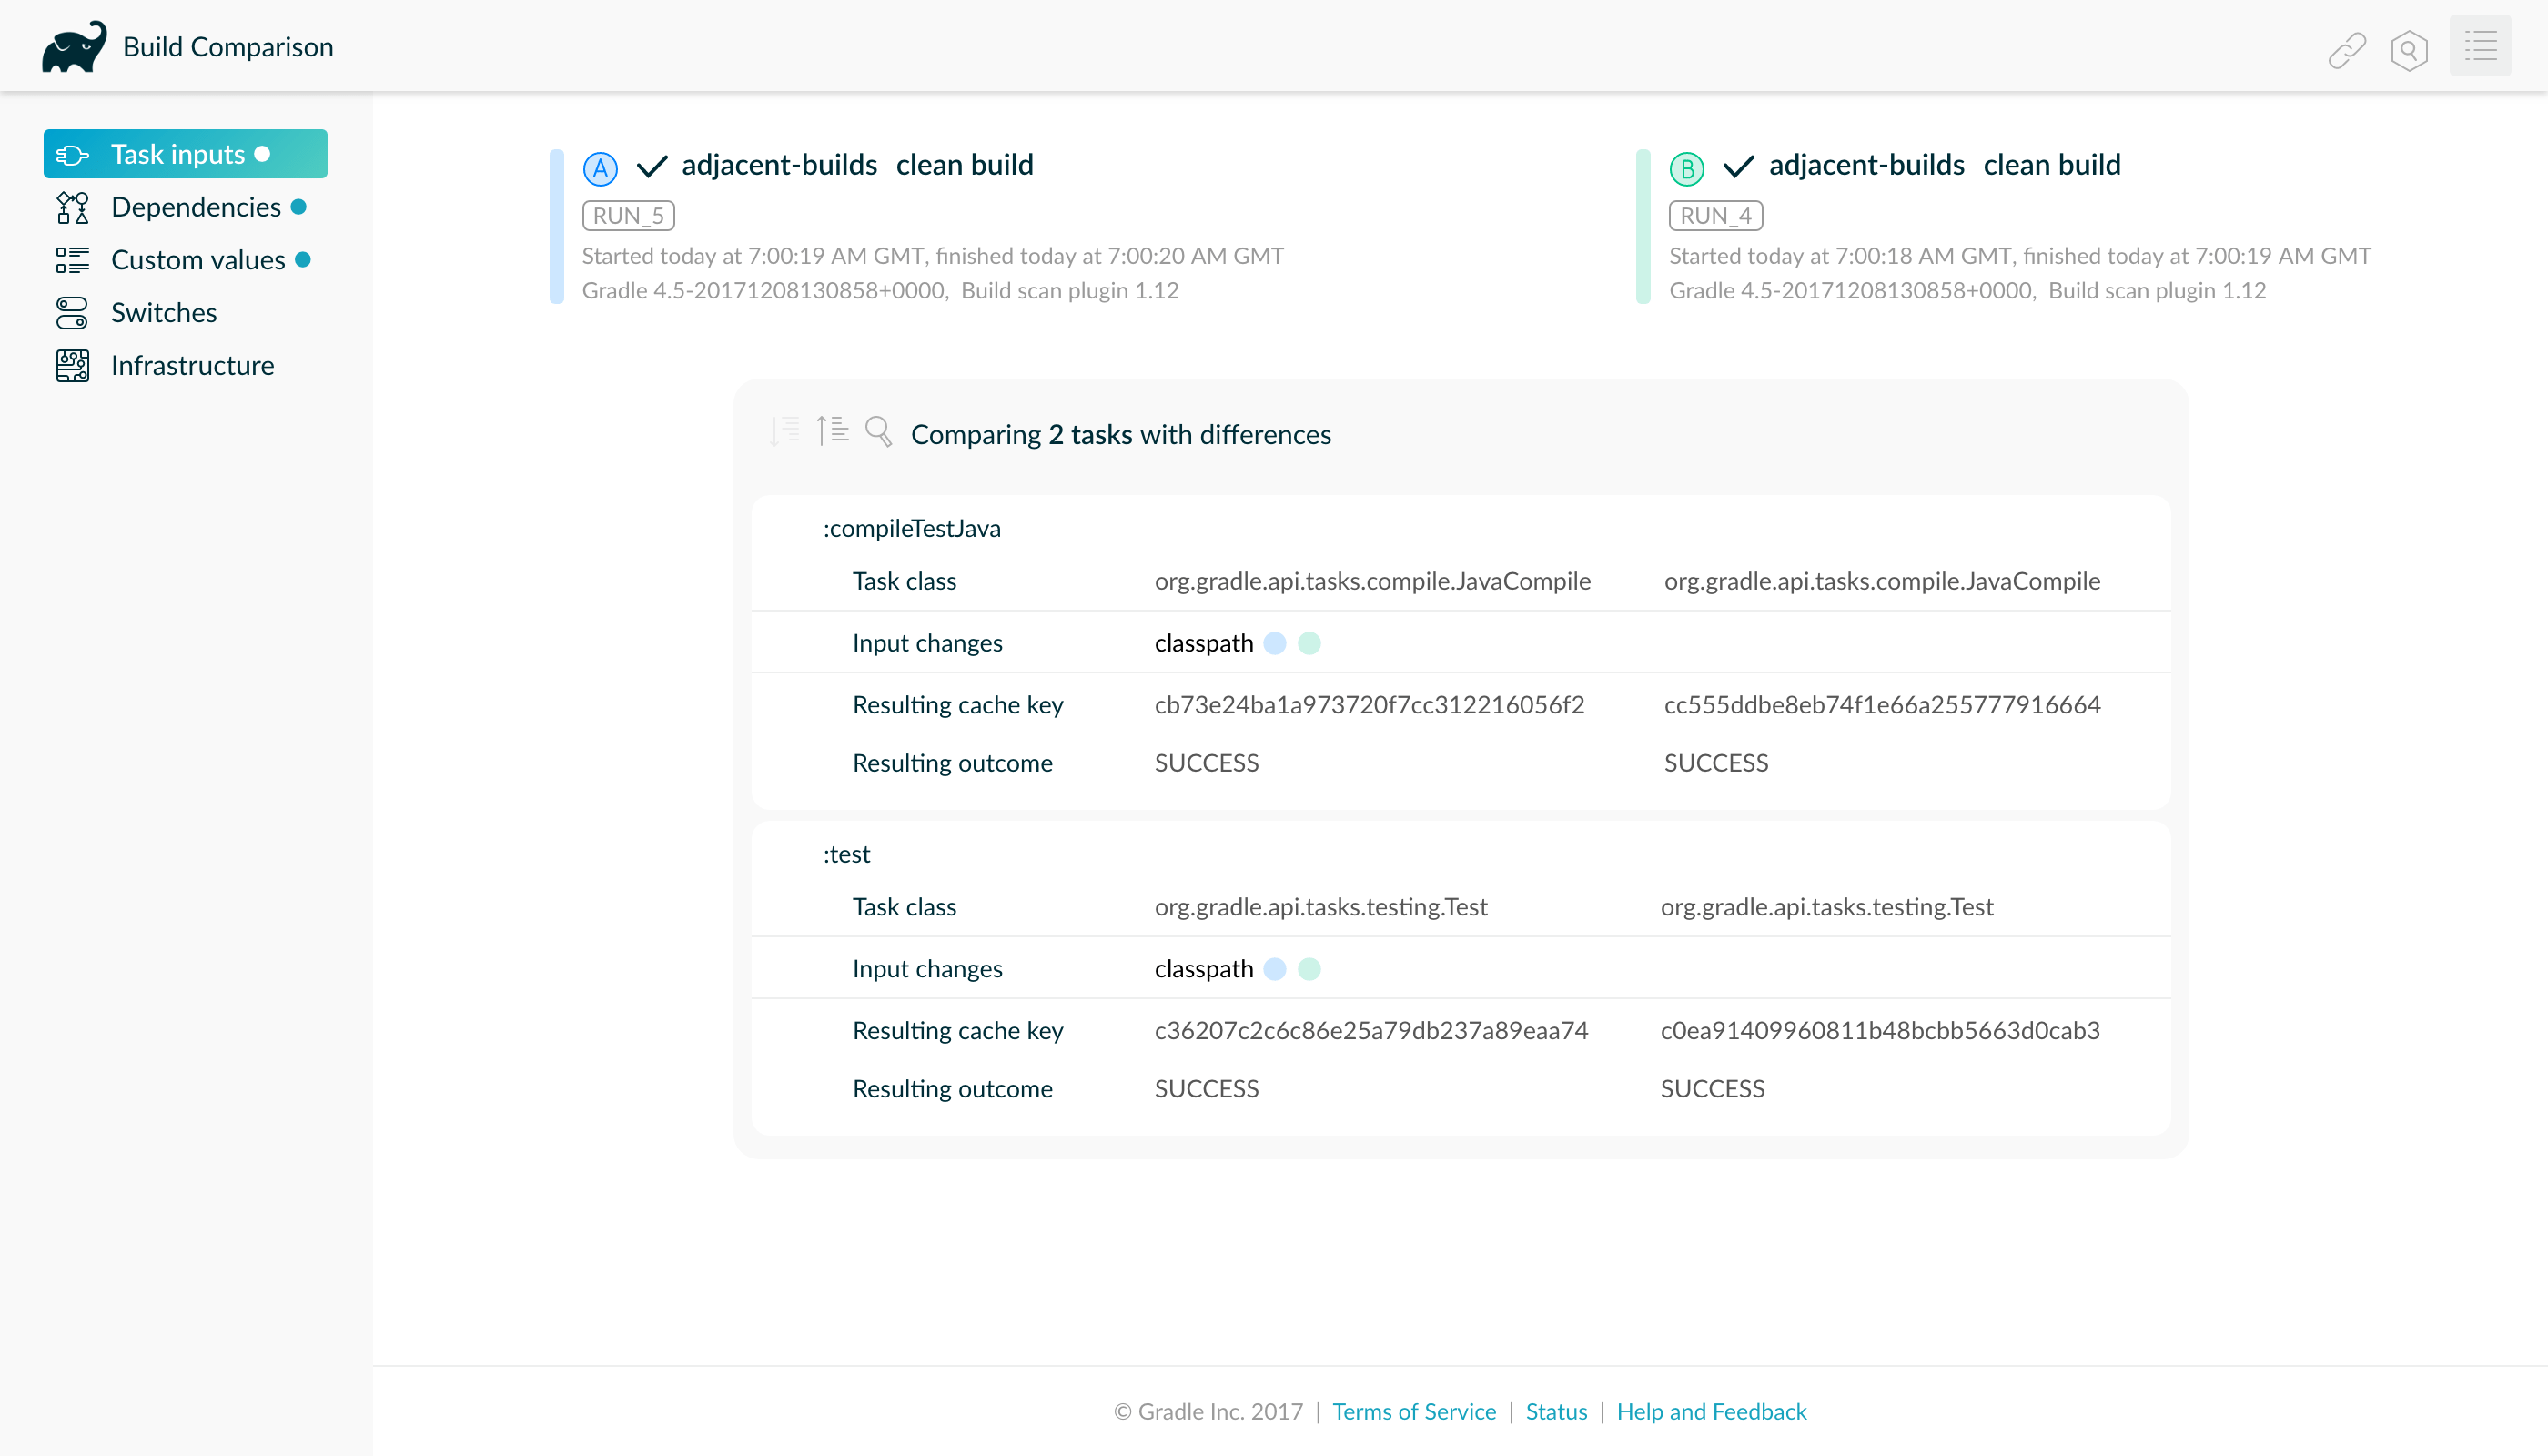 Build Comparison
Task inputs
Dependencies
Custom values
Switches
Infrastructure
A adjacent-builds clean build
RUN_5
Started today at 7:00:19 AM GMT, finished today at 7:00:20 AM GMT
Gradle 4.5-20171208130858+0000, Build scan plugin 1.12
B adjacent-builds clean build
RUN_4
Started today at 7:00:18 AM GMT, finished today at 7:00:19 AM GMT
Gradle 4.5-20171208130858+0000, Build scan plugin 1.12
Comparing 2 tasks with differences
:compileTestJava
Task class org.gradle.api.tasks.compile.JavaCompile org.gradle.api.tasks.compile.JavaCompile
Input changes classpath
Resulting cache key cb73e24ba1a973720f7cc312216056f2 cc555ddbe8eb74f1e66a255777916664
Resulting outcome SUCCESS SUCCESS
:test
Task class org.gradle.api.tasks.testing.Test org.gradle.api.tasks.testing.Test
Input changes classpath
Resulting cache key c36207c2c6c86e25a79db237a89eaa74 c0ea91409960811b48bcbb5663d0cab3
Resulting outcome SUCCESS SUCCESS
© Gradle Inc. 2017 | Terms of Service | Status | Help and Feedback